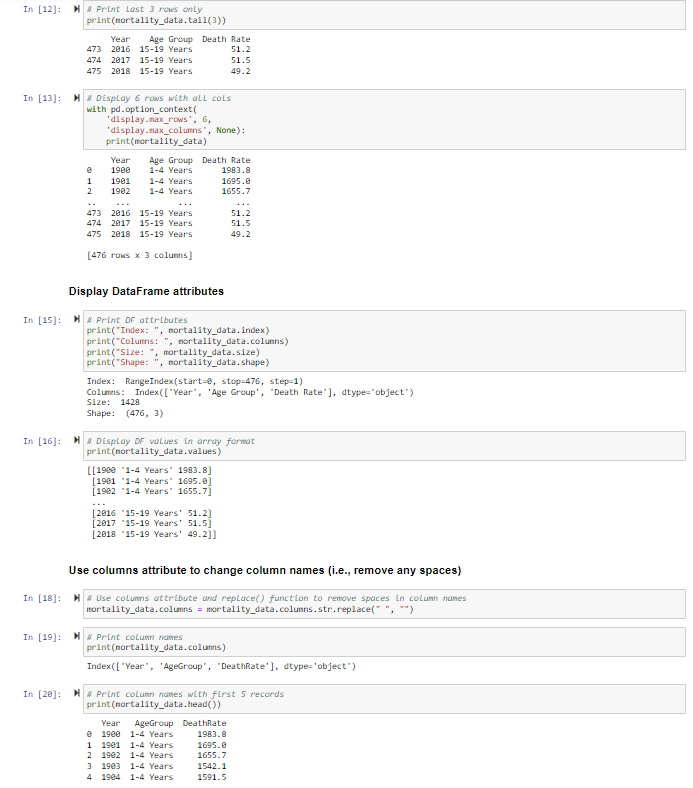 In [12]: # Print last 3 rows only
print(mortality_data.tail(3))
Year Age Group Death Rate
473 2016 15-19 Years 51.2
474 2017 15-19 Years 51.5
475 2018 15-19 Years 49.2
In [13]: # Display 6 rows with all cols
with pd.option_context(
'display.max_rows', 6,
'display.max_columns', None):
print(mortality_data)
Year Age Group Death Rate
0 1900 1-4 Years 1983.8
1 1901 1-4 Years 1695.0
2 1902 1-4 Years 1655.7
.. ... ... ...
473 2016 15-19 Years 51.2
474 2017 15-19 Years 51.5
475 2018 15-19 Years 49.2
[476 rows x 3 columns]
Display DataFrame attributes
In [15]: # Print DF attributes
print("Index: ", mortality_data.index)
print("Columns: ", mortality_data.columns)
print("Size: ", mortality_data.size)
print("Shape: ", mortality_data.shape)
Index: RangeIndex(start=0, stop=476, step=1)
Columns: Index(['Year', 'Age Group', 'Death Rate'], dtype='object')
Size: 1428
Shape: (476, 3)
In [16]: # Display DF values in array format
print(mortality_data.values)
[[1900 '1-4 Years' 1983.8]
[1901 '1-4 Years' 1695.0]
[1902 '1-4 Years' 1655.7]
...
[2016 '15-19 Years' 51.2]
[2017 '15-19 Years' 51.5]
[2018 '15-19 Years' 49.2]]
Use columns attribute to change column names (i.e., remove any spaces)
In [18]: # Use columns attribute and replace() function to remove spaces in column names
mortality_data.columns = mortality_data.columns.str.replace(" ", "")
In [19]: # Print column names
print(mortality_data.columns)
Index(['Year', 'AgeGroup', 'DeathRate'], dtype='object')
In [20]: # Print column names with first 5 records
print(mortality_data.head())
Year AgeGroup DeathRate
0 1900 1-4 Years 1983.8
1 1901 1-4 Years 1695.0
2 1902 1-4 Years 1655.7
3 1903 1-4 Years 1542.1
4 1904 1-4 Years 1591.5